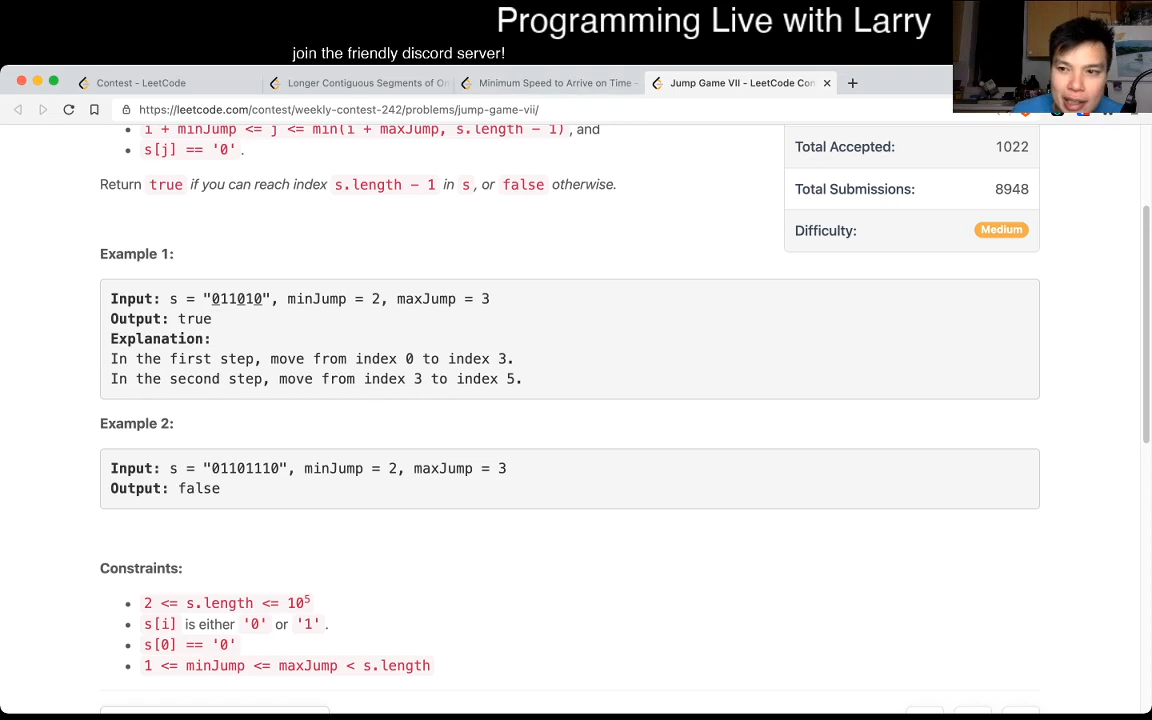 Programming Live with Larry
join the friendly discord server!
Contest - LeetCode
Longer Contiguous Segments of On
Minimum Speed to Arrive on Time -
Jump Game VII - LeetCode Con
https://leetcode.com/contest/weekly-contest-242/problems/jump-game-vii/
i + minJump <= j <= min(i + maxJump, s.length - 1) , and
s[j] == '0' .
Return true if you can reach index s.length - 1 in s , or false otherwise.
Total Accepted: 1022
Total Submissions: 8948
Difficulty: Medium
Example 1:
Input: s = "011010", minJump = 2, maxJump = 3
Output: true
Explanation:
In the first step, move from index 0 to index 3.
In the second step, move from index 3 to index 5.
Example 2:
Input: s = "01101110", minJump = 2, maxJump = 3
Output: false
Constraints:
2 <= s.length <= 10⁵
s[i] is either '0' or '1' .
s[0] == '0'
1 <= minJump <= maxJump < s.length